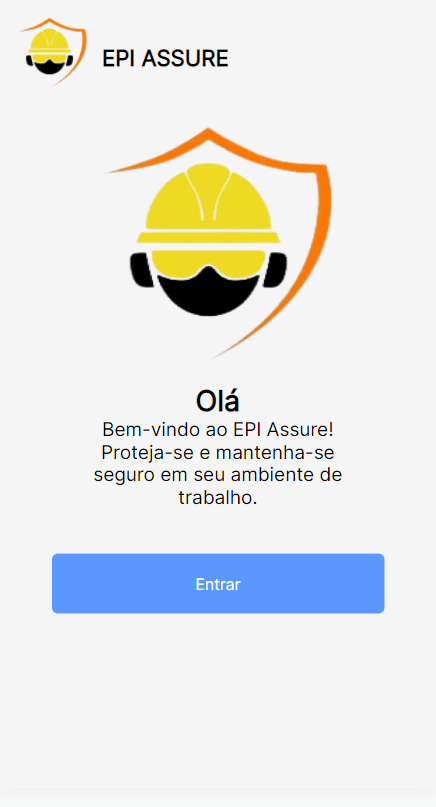 EPI ASSURE
Olá
Bem-vindo ao EPI Assure!
Proteja-se e mantenha-se
seguro em seu ambiente de
trabalho.
Entrar